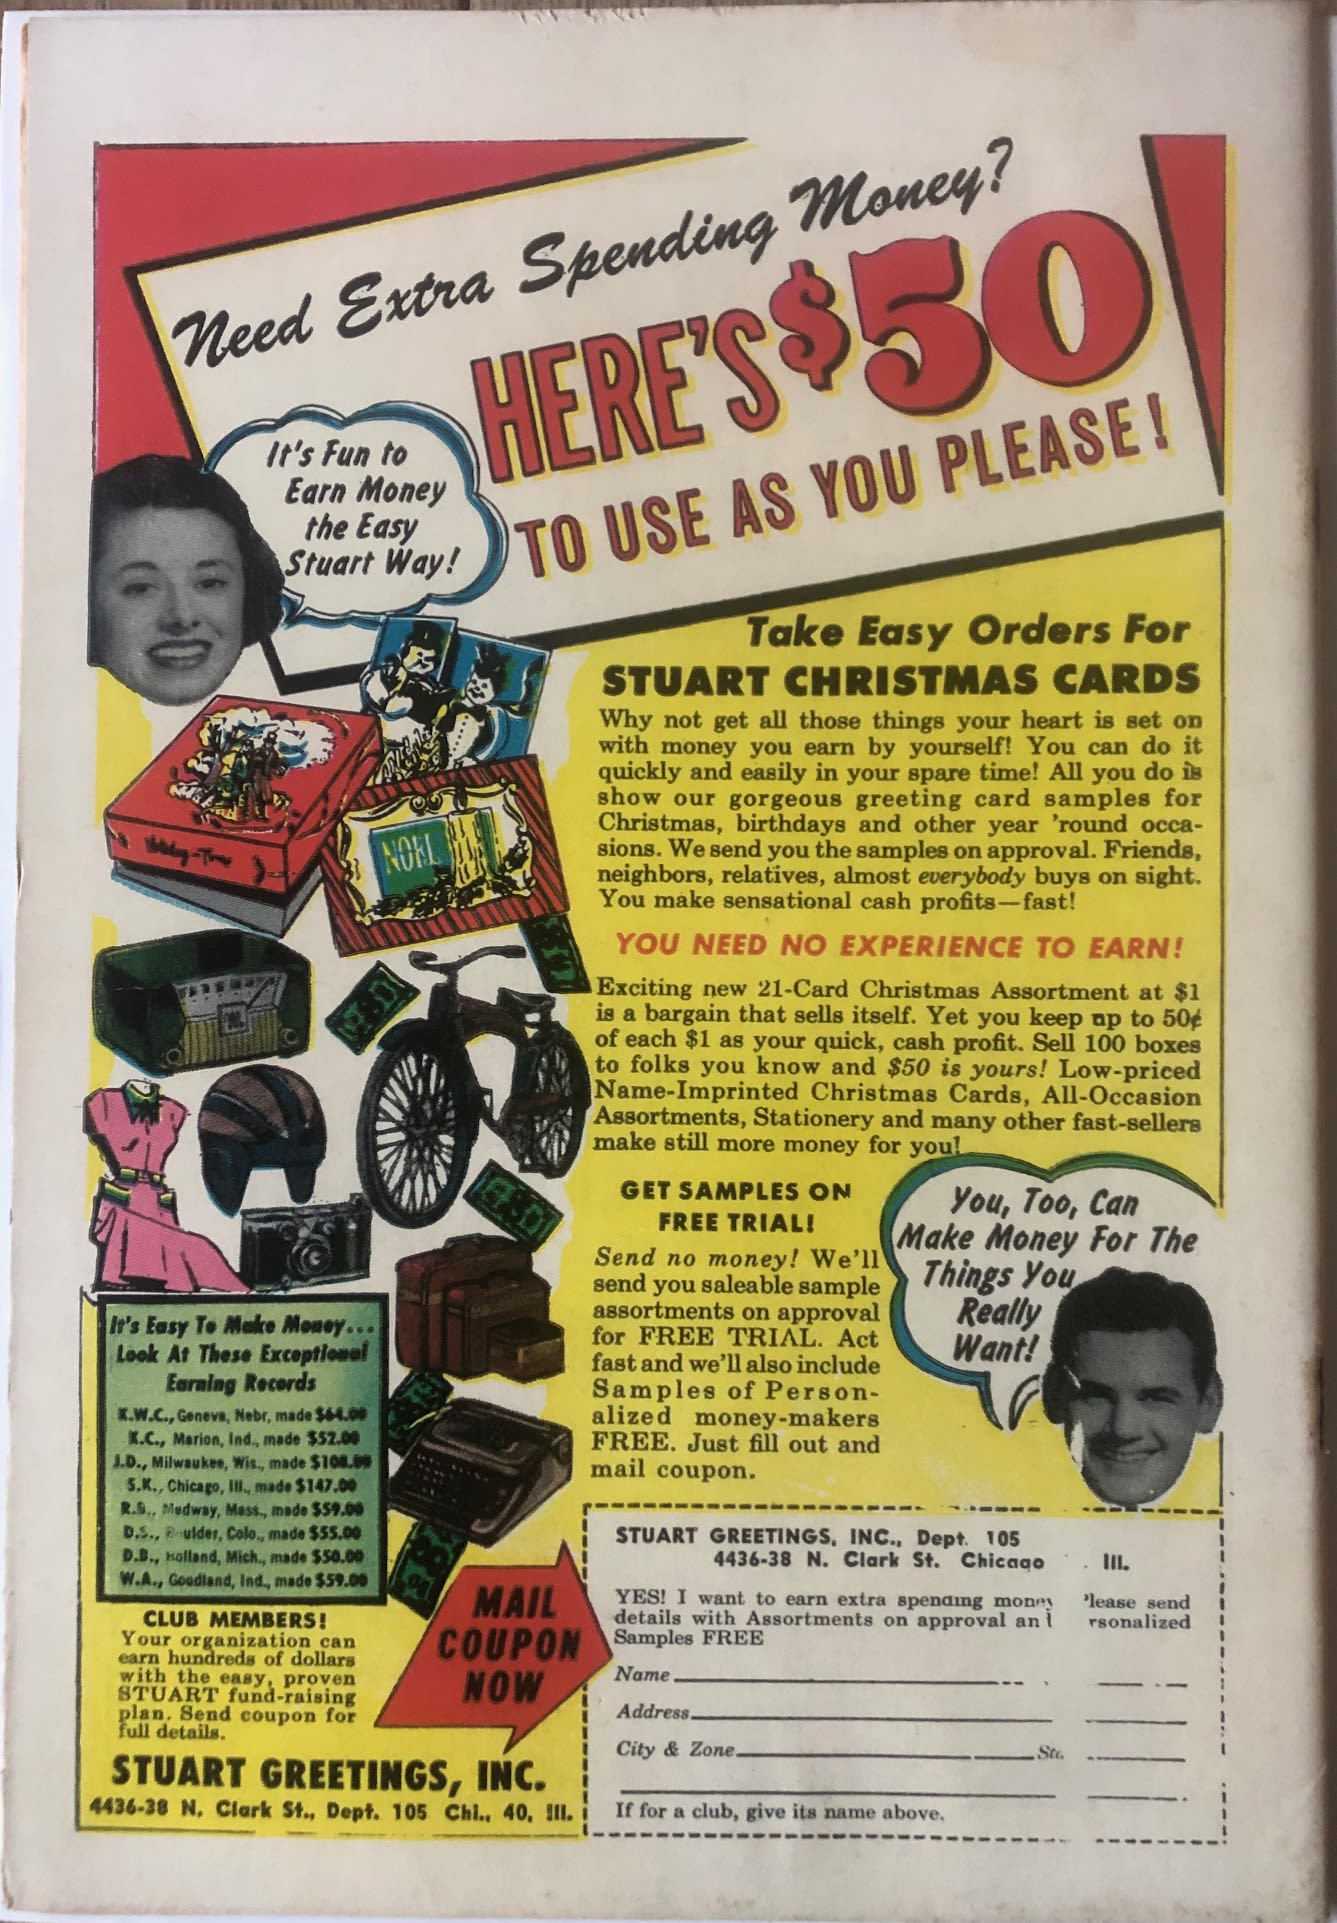 Need Extra Spending Money?
HERE'S $50
TO USE AS YOU PLEASE!
It's Fun to
Earn Money
the Easy
Stuart Way!
Take Easy Orders For
STUART CHRISTMAS CARDS
Why not get all those things your heart is set on
with money you earn by yourself! You can do it
quickly and easily in your spare time! All you do is
show our gorgeous greeting card samples for
Christmas, birthdays and other year 'round occa-
sions. We send you the samples on approval. Friends,
neighbors, relatives, almost everybody buys on sight.
You make sensational cash profits—fast!
NOEL
YOU NEED NO EXPERIENCE TO EARN!
Exciting new 21-Card Christmas Assortment at $1
is a bargain that sells itself. Yet you keep up to 50¢
of each $1 as your quick, cash profit. Sell 100 boxes
to folks you know and $50 is yours! Low-priced
Name-Imprinted Christmas Cards, All-Occasion
Assortments, Stationery and many other fast-sellers
make still more money for you!
GET SAMPLES ON
FREE TRIAL!
Send no money! We'll
send you saleable sample
assortments on approval
for FREE TRIAL. Act
fast and we'll also include
Samples of Person-
alized money-makers
FREE. Just fill out and
mail coupon.
You, Too, Can
Make Money For The
Things You
Really
Want!
It's Easy To Make Money...
Look At These Exceptional
Earning Records
K.W.C., Geneva, Nebr, made $64.00
K.C., Marion, Ind., made $52.00
J.D., Milwaukee, Wis., made
S.K., Chicago, Ill., made $147.00
R.S., Medway, Mass., made $59.00
D.S., Colo., made $55.00
D.B., Holland, Mich., made $50.00
W.A., Goodland, Ind., made $59.00
CLUB MEMBERS!
Your organization can
earn hundreds of dollars
with the easy, proven
STUART fund-raising
plan. Send coupon for
full details.
STUART GREETINGS, INC.
4436-38 N. Clark St., Dept. 105 Chi., 40, Ill.
MAIL
COUPON
NOW
STUART GREETINGS, INC., Dept. 105
4436-38 N. Clark St. Chicago Ill.
YES! I want to earn extra spending money lease send
details with Assortments on approval an rsonalized
Samples FREE
Name
Address
City & Zone
If for a club, give its name above.